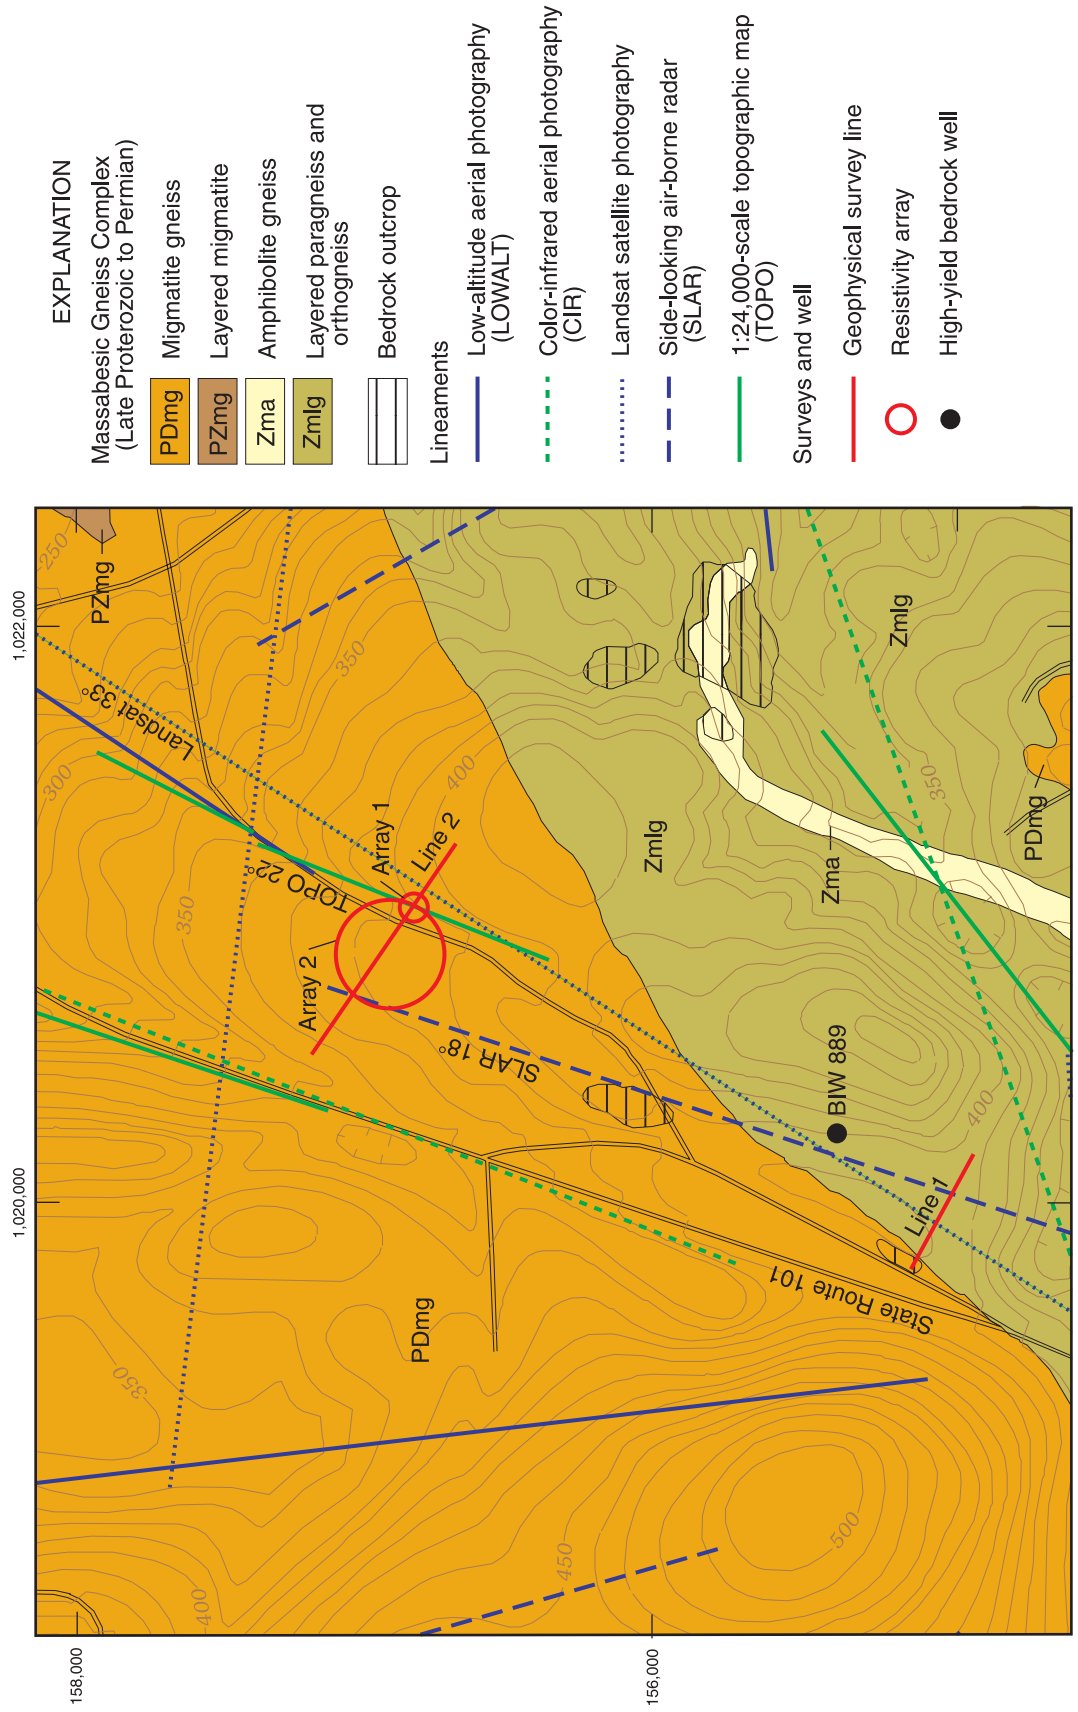 EXPLANATION
Massabesic Gneiss Complex
(Late Proterozoic to Permian)
PDmg
Migmatite gneiss
PZmg
Layered migmatite
Zma
Amphibolite gneiss
Zmlg
Layered paragneiss and
orthogneiss
Bedrock outcrop
Lineaments
Low-altitude aerial photography
(LOWALT)
Color-infrared aerial photography
(CIR)
Landsat satellite photography
Side-looking air-borne radar
(SLAR)
1:24,000-scale topographic map
(TOPO)
Surveys and well
Geophysical survey line
Resistivity array
High-yield bedrock well
1,022,000
1,020,000
158,000
156,000
250
PZmg
300
Landsat 33°
350
350
TOPO 22°
Array 1
Line 2
400
Array 2
SLAR 18°
Zmlg
Zmlg
Zma
350
PDmg
BIW 889
400
Line 1
State Route 101
PDmg
350
400
450
500